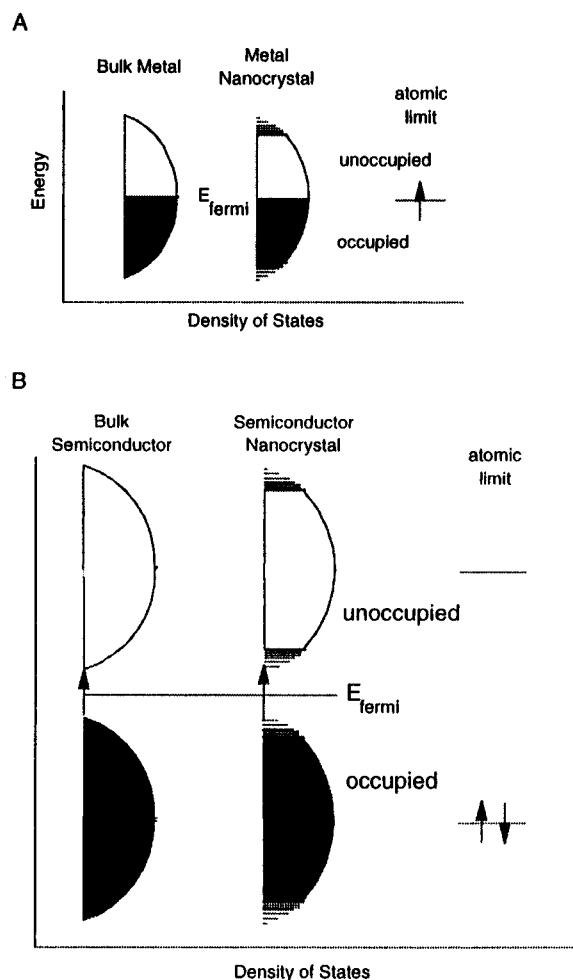 A
Bulk Metal
Metal
Nanocrystal
atomic
limit
unoccupied
E fermi
occupied
Energy
Density of States
B
Bulk
Semiconductor
Semiconductor
Nanocrystal
atomic
limit
unoccupied
E fermi
occupied
Density of States